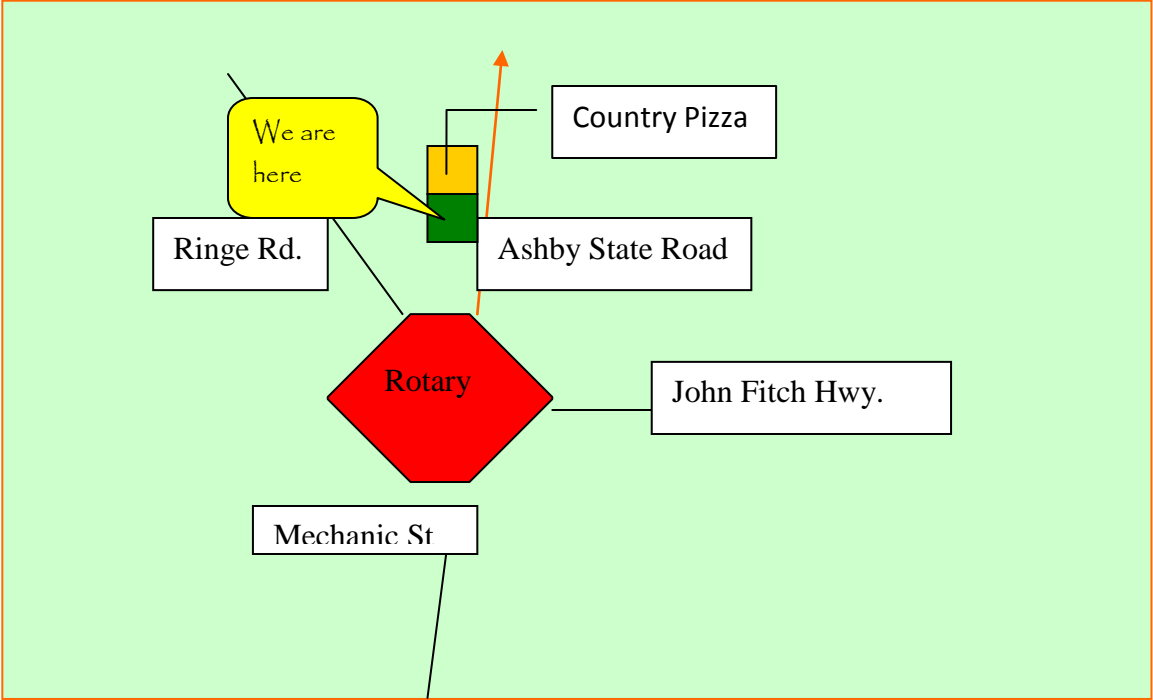 Country Pizza
We are
here
Ringe Rd.
Ashby State Road
Rotary
John Fitch Hwy.
Mechanic St